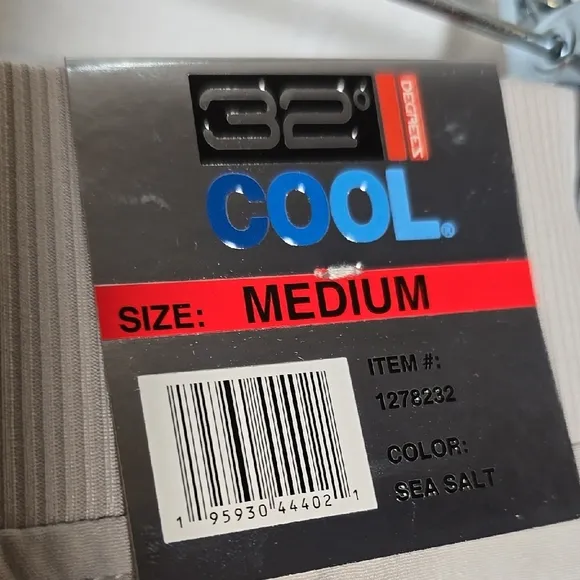 32° DEGREES
COOL®
SIZE: MEDIUM
ITEM #:
1278232
COLOR:
SEA SALT
1 95930 44402 1